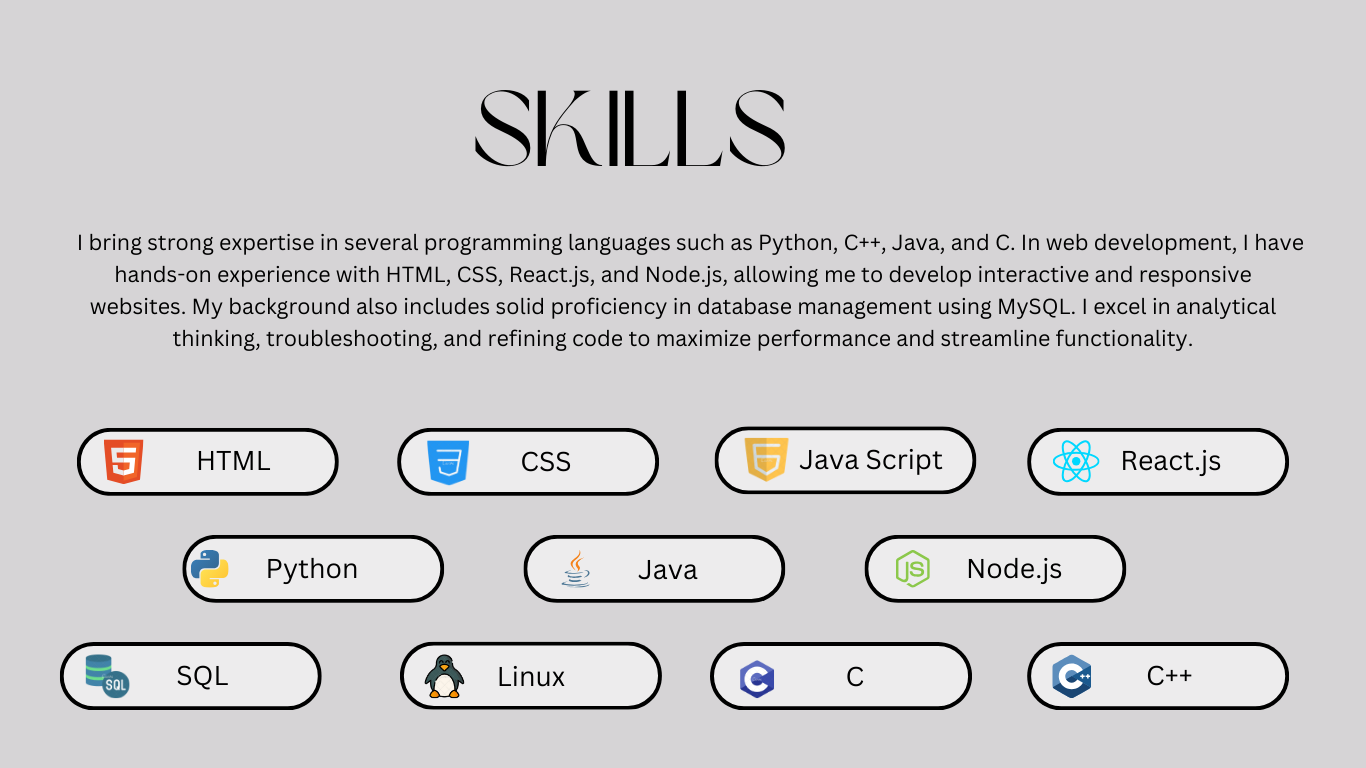 SKILLS
I bring strong expertise in several programming languages such as Python, C++, Java, and C. In web development, I have
hands-on experience with HTML, CSS, React.js, and Node.js, allowing me to develop interactive and responsive
websites. My background also includes solid proficiency in database management using MySQL. I excel in analytical
thinking, troubleshooting, and refining code to maximize performance and streamline functionality.
HTML
CSS
Java Script
React.js
Python
Java
JS
Node.js
SQL
SQL
Linux
C
C
C++
C++